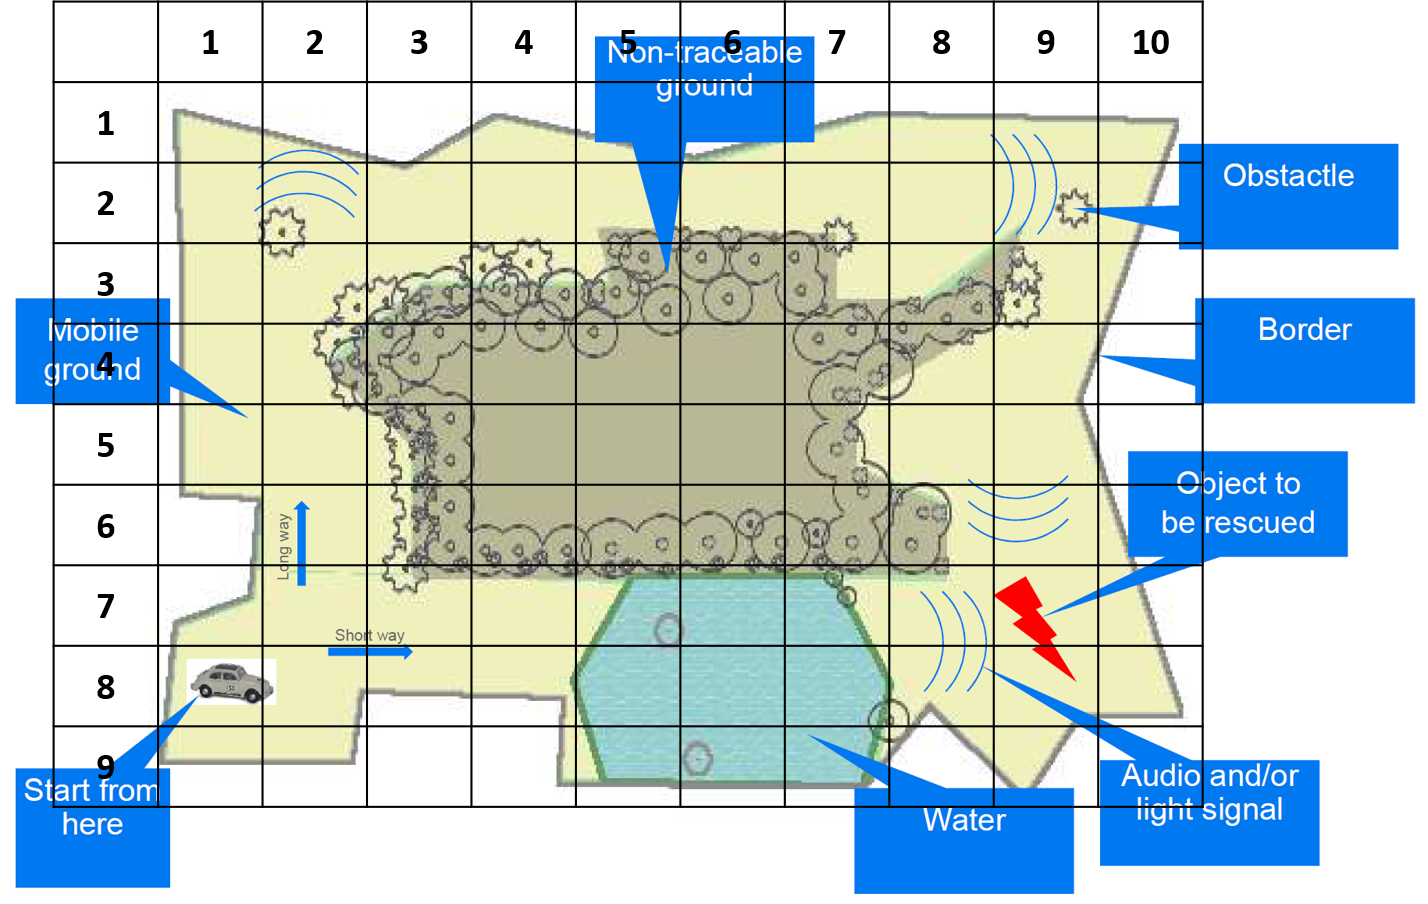 1 2 3 4 5 6 7 8 9 10
Non-traceable
ground
1
2
3
4
5
6
7
8
9
Obstactle
Mobile
ground
Border
Object to
be rescued
Long way
Short way
Start from
here
Audio and/or
light signal
Water